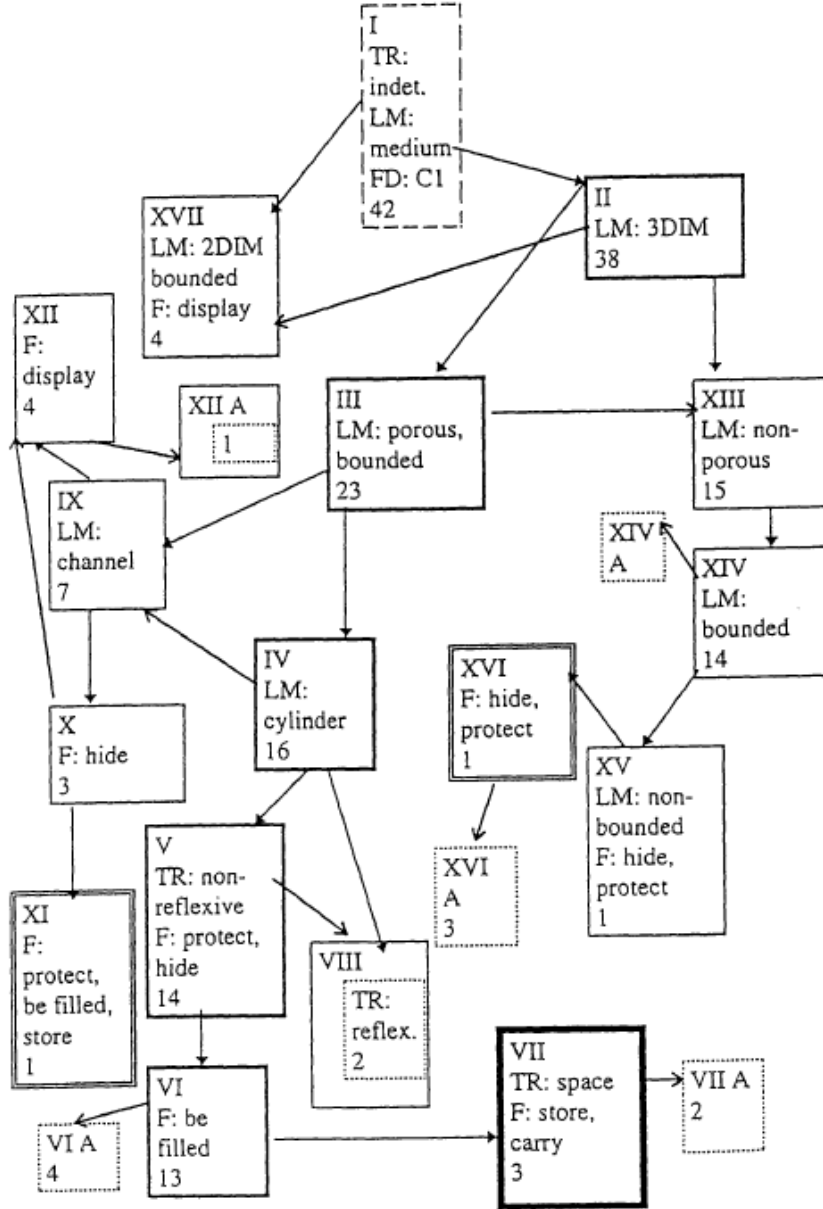 I
TR:
indet.
LM:
medium
FD: C1
42
II
LM: 3DIM
38
XVII
LM: 2DIM
bounded
F: display
4
XII
F:
display
4
XII A
1
III
LM: porous,
bounded
23
XIII
LM: non-
porous
15
IX
LM:
channel
7
XIV
A
XIV
LM:
bounded
14
IV
LM:
cylinder
16
XVI
F: hide,
protect
1
X
F: hide
3
XV
LM: non-
bounded
F: hide,
protect
1
V
TR: non-
reflexive
F: protect,
hide
14
XVI
A
3
XI
F:
protect,
be filled,
store
1
VIII
TR:
reflex.
2
VII
TR: space
F: store,
carry
3
VII A
2
VI
F: be
filled
13
VI A
4